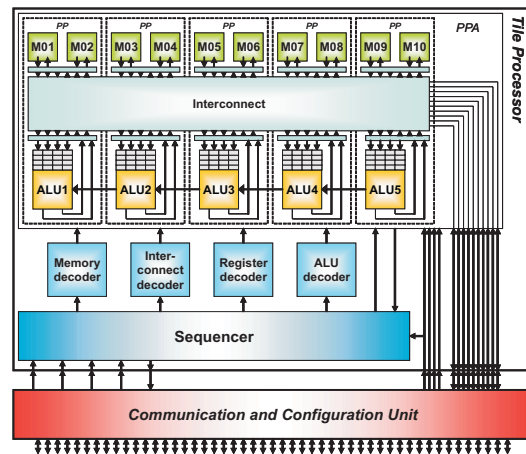 PP PP PP PP PP
M01 M02 M03 M04 M05 M06 M07 M08 M09 M10 PPA
Tile Processor
Interconnect
ALU1 ALU2 ALU3 ALU4 ALU5
Memory decoder
Inter-connect decoder
Register decoder
ALU decoder
Sequencer
Communication and Configuration Unit